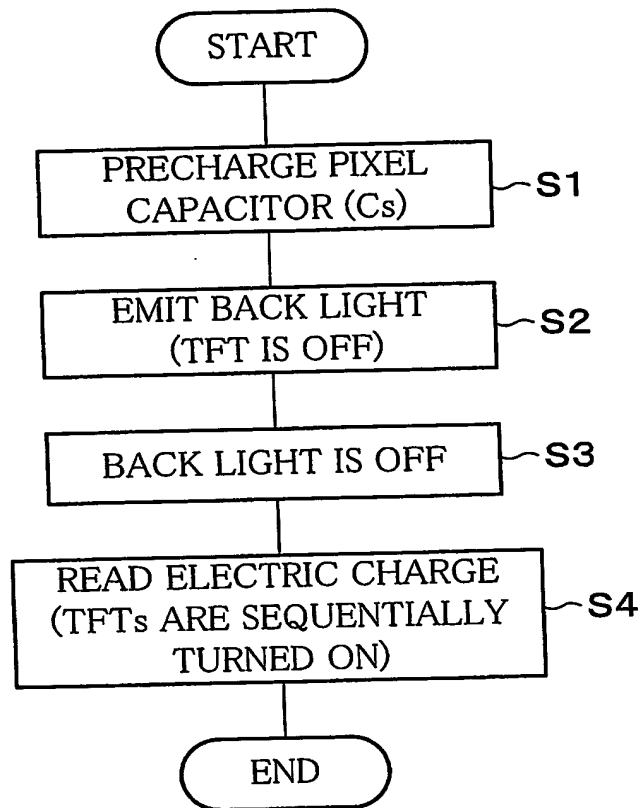 START
PRECHARGE PIXEL
CAPACITOR (Cs)
S1
EMIT BACK LIGHT
(TFT IS OFF)
S2
BACK LIGHT IS OFF
S3
READ ELECTRIC CHARGE
(TFTs ARE SEQUENTIALLY
TURNED ON)
S4
END